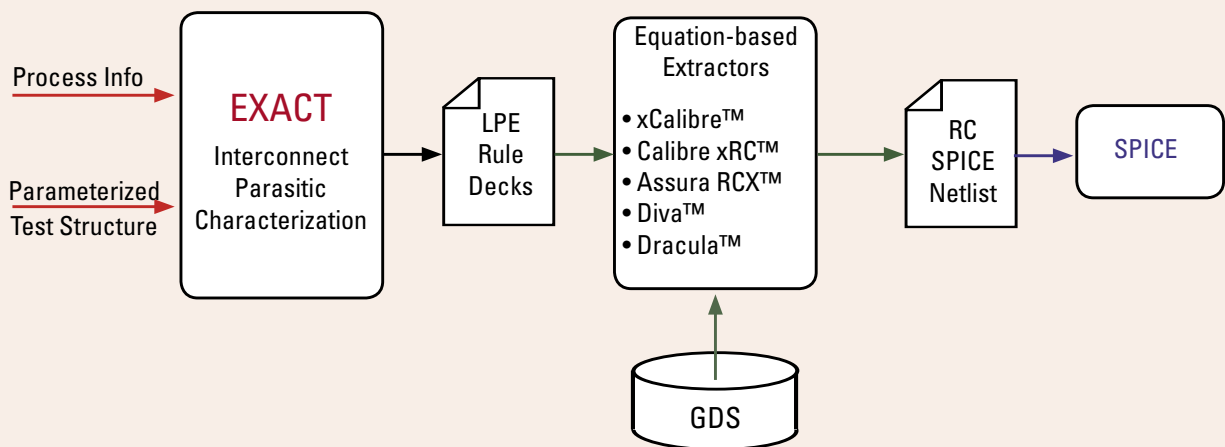 Process Info
Parameterized
Test Structure
EXACT
Interconnect
Parasitic
Characterization
LPE
Rule
Decks
Equation-based
Extractors
• xCalibre™
• Calibre xRC™
• Assura RCX™
• Diva™
• Dracula™
GDS
RC
SPICE
Netlist
SPICE